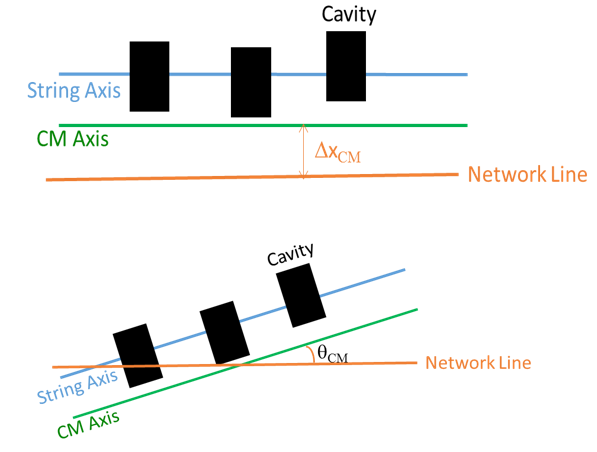 Cavity
String Axis
CM Axis
Δx_CM
Network Line
Cavity
θ_CM
Network Line
String Axis
CM Axis